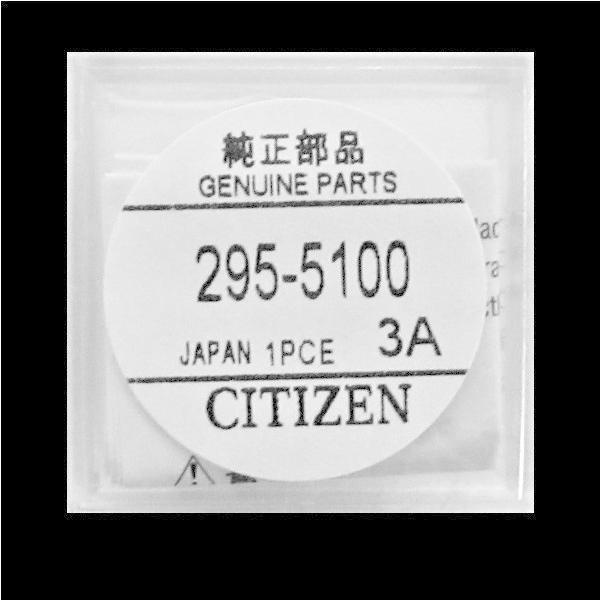 純正部品
GENUINE PARTS
295-5100
JAPAN 1PCE 3A
CITIZEN